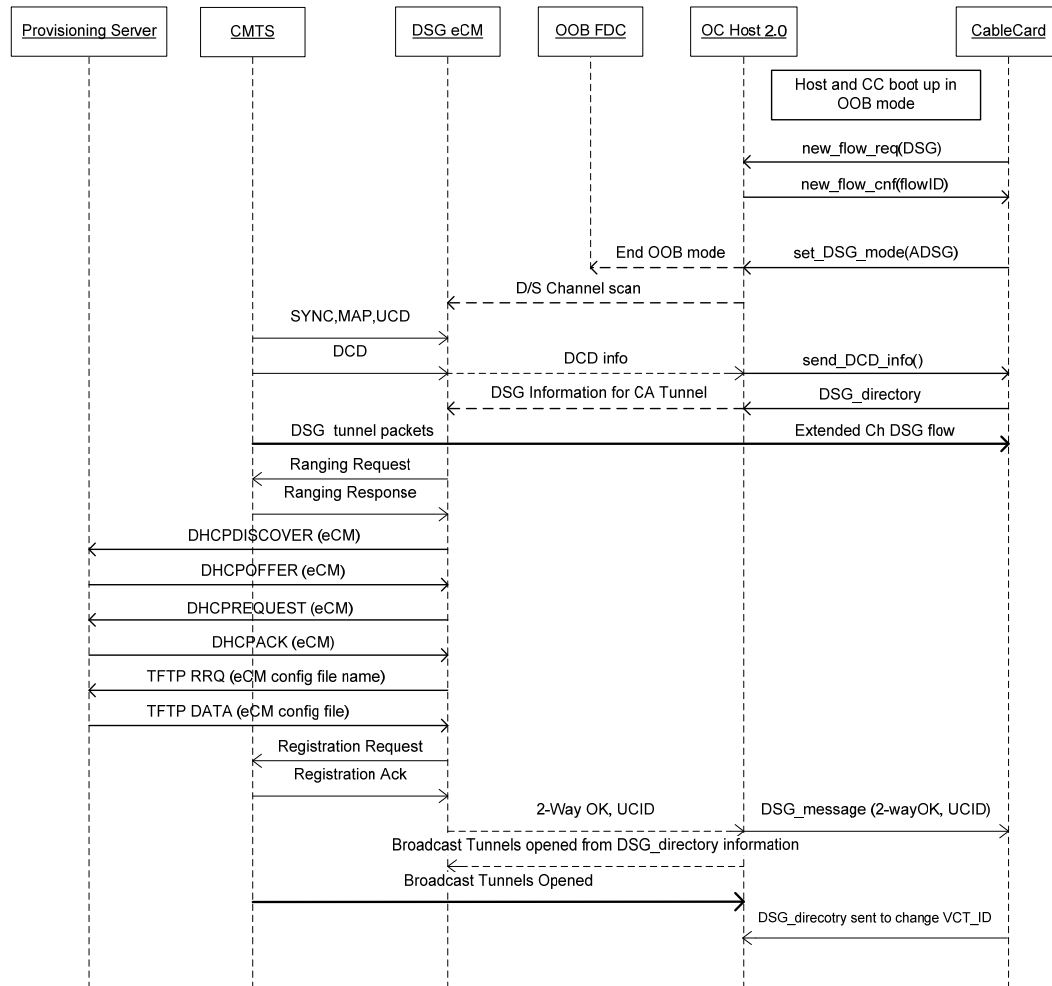 Provisioning Server
CMTS
DSG eCM
OOB FDC
OC Host 2.0
CableCard
Host and CC boot up in
OOB mode
new_flow_req(DSG)
new_flow_cnf(flowID)
End OOB mode
set_DSG_mode(ADSG)
D/S Channel scan
SYNC,MAP,UCD
DCD
DCD info
send_DCD_info()
DSG Information for CA Tunnel
DSG_directory
DSG tunnel packets
Extended Ch DSG flow
Ranging Request
Ranging Response
DHCPDISCOVER (eCM)
DHCPOFFER (eCM)
DHCPREQUEST (eCM)
DHCPACK (eCM)
TFTP RRQ (eCM config file name)
TFTP DATA (eCM config file)
Registration Request
Registration Ack
2-Way OK, UCID
DSG_message (2-wayOK, UCID)
Broadcast Tunnels opened from DSG_directory information
Broadcast Tunnels Opened
DSG_direcotry sent to change VCT_ID